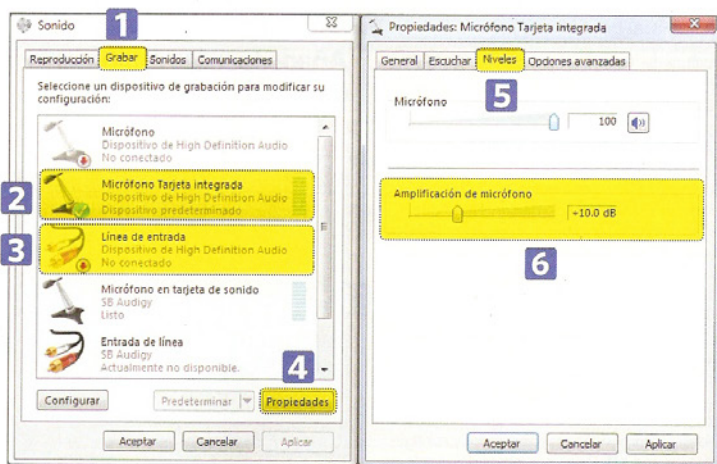 1
Sonido
Reproducción Grabar Sonidos Comunicaciones
Seleccione un dispositivo de grabación para modificar su
configuración:
Micrófono
Dispositivo de High Definition Audio
No conectado
2
Micrófono Tarjeta integrada
Dispositivo de High Definition Audio
Dispositivo predeterminado
3
Línea de entrada
Dispositivo de High Definition Audio
No conectado
Micrófono en tarjeta de sonido
SB Audigy
Listo
Entrada de línea
SB Audigy
Actualmente no disponible.
4
Configurar Predeterminar Propiedades
Aceptar Cancelar Aplicar
Propiedades: Micrófono Tarjeta integrada
General Escuchar Niveles Opciones avanzadas
5
Micrófono
100
Amplificación de micrófono
+10.0 dB
6
Aceptar Cancelar Aplicar